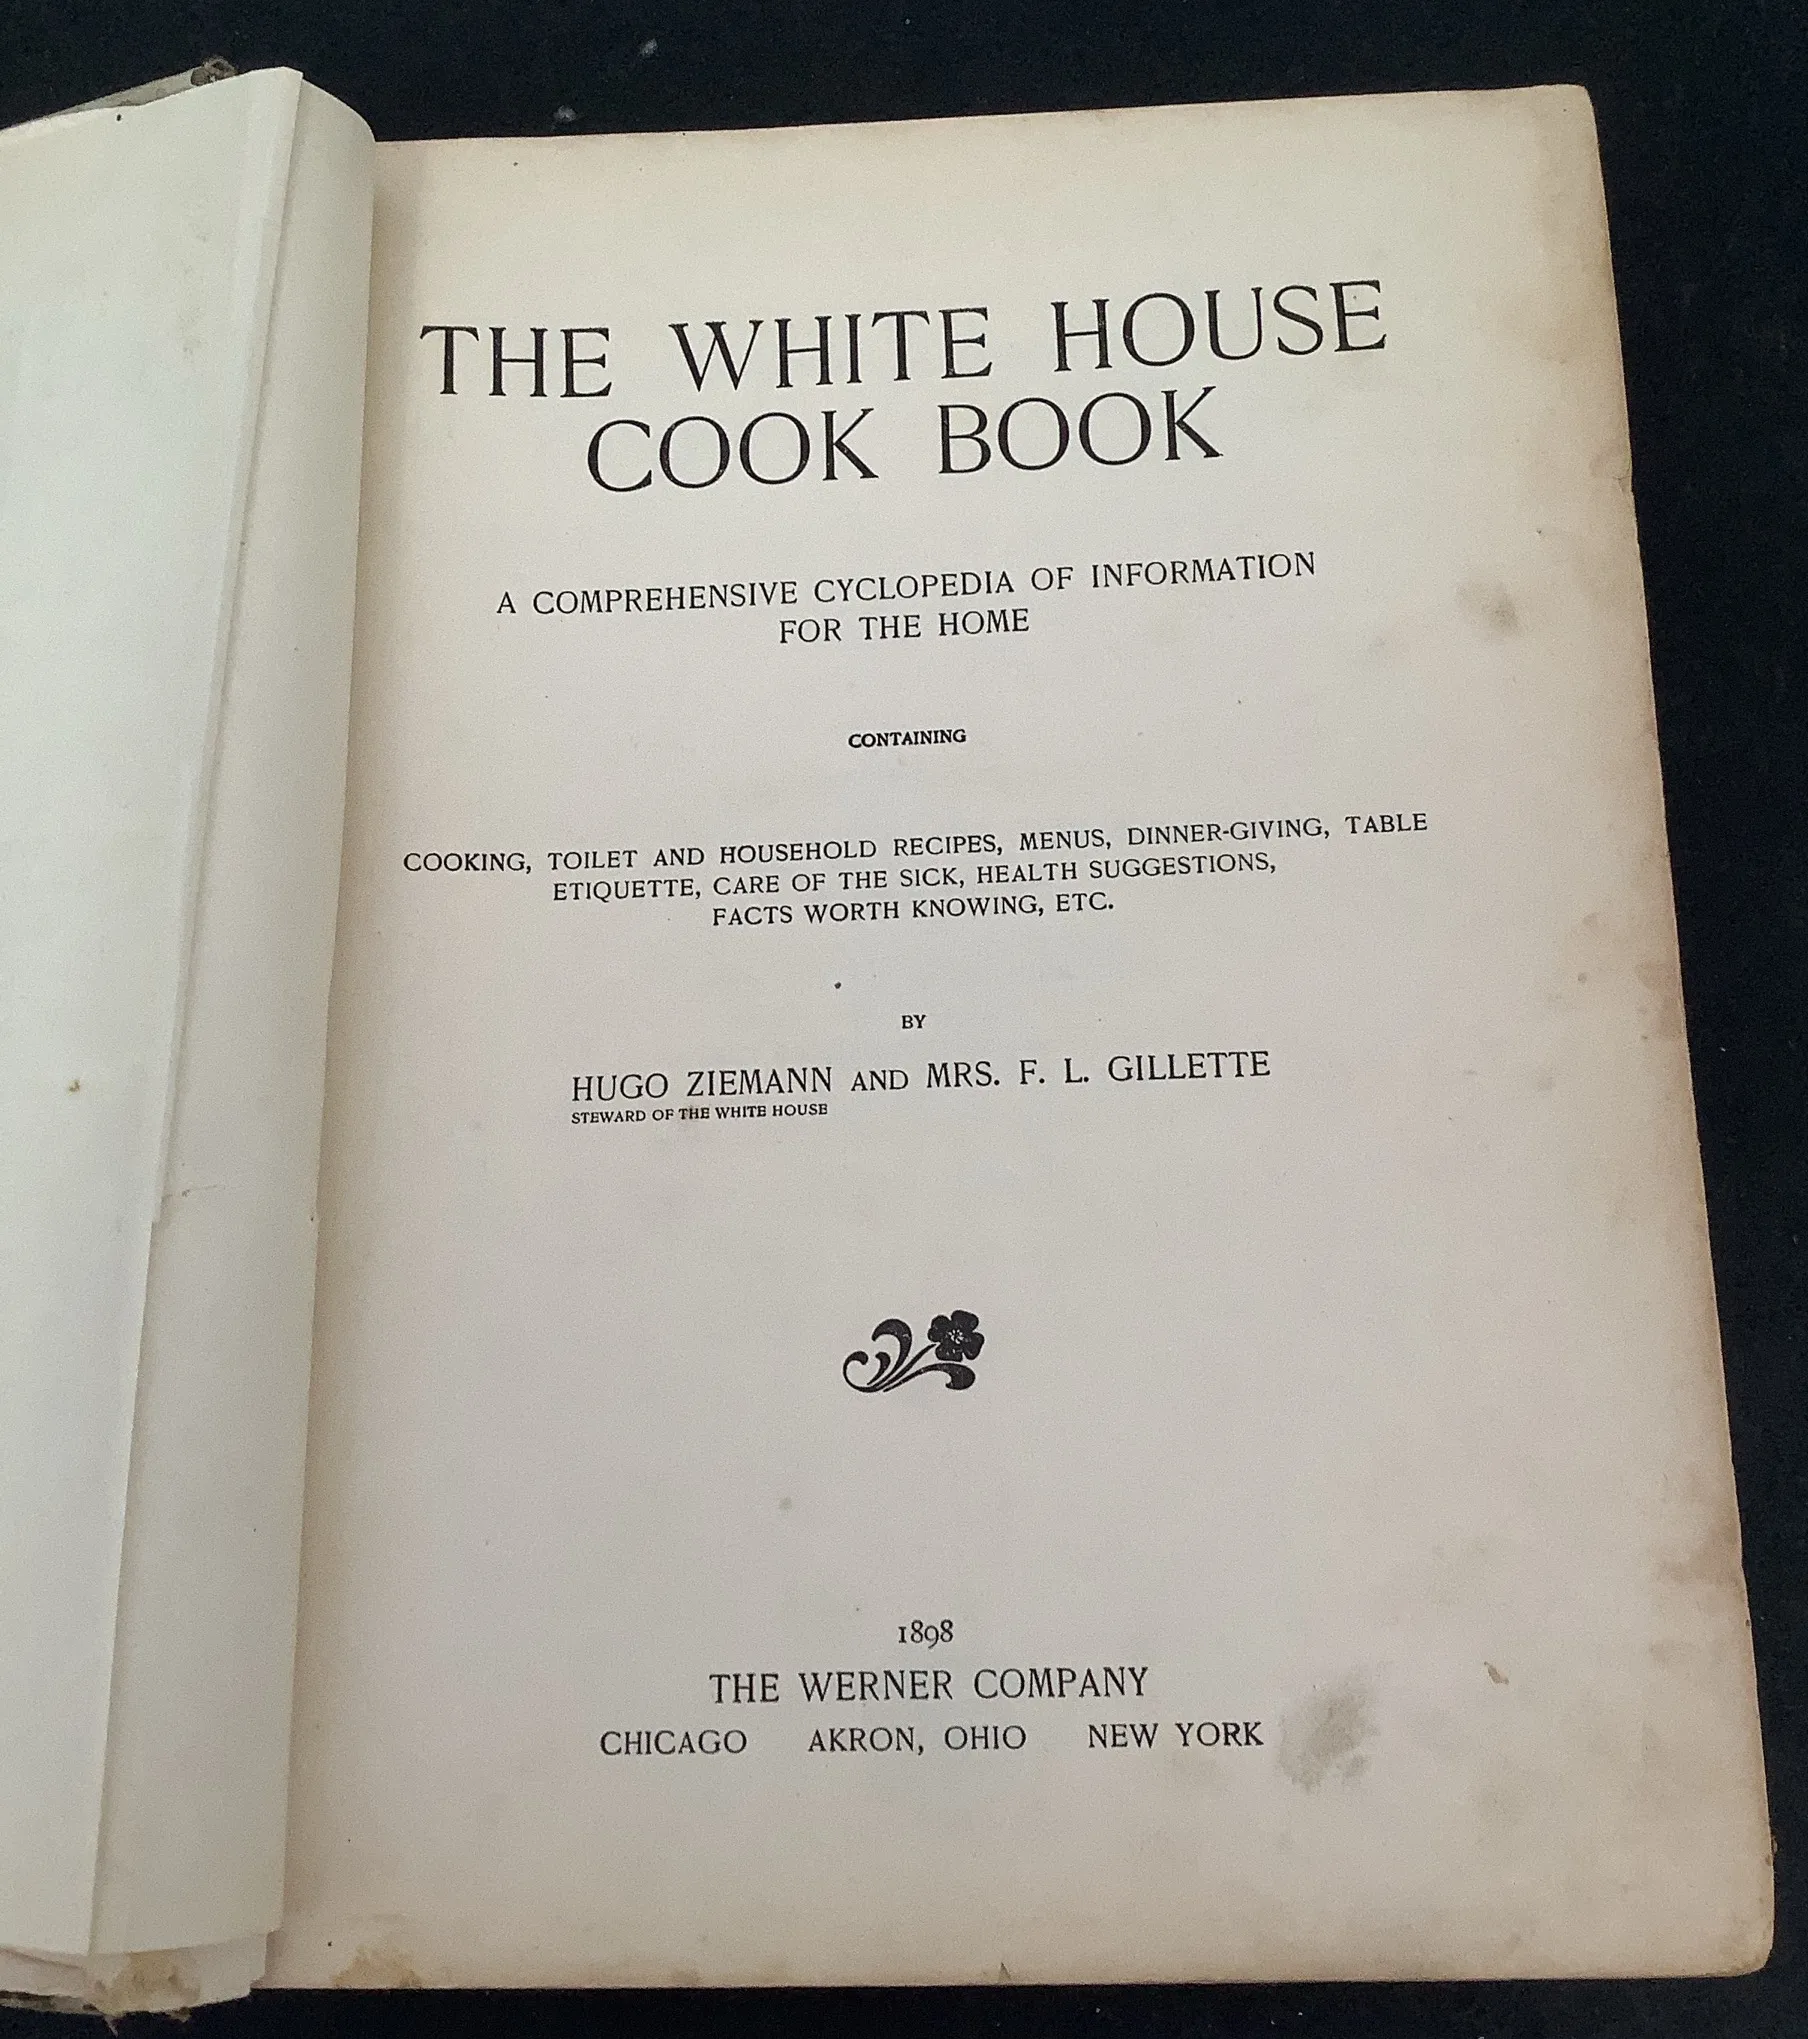 THE WHITE HOUSE
COOK BOOK
A COMPREHENSIVE CYCLOPEDIA OF INFORMATION
FOR THE HOME
CONTAINING
COOKING, TOILET AND HOUSEHOLD RECIPES, MENUS, DINNER-GIVING, TABLE
ETIQUETTE, CARE OF THE SICK, HEALTH SUGGESTIONS,
FACTS WORTH KNOWING, ETC.
BY
HUGO ZIEMANN AND MRS. F. L. GILLETTE
STEWARD OF THE WHITE HOUSE
1898
THE WERNER COMPANY
CHICAGO AKRON, OHIO NEW YORK